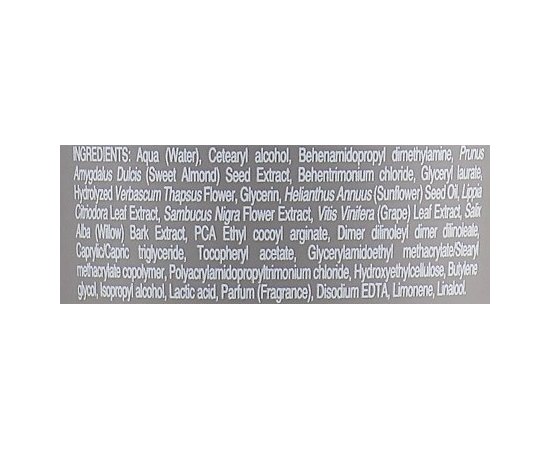 INGREDIENTS: Aqua (Water), Cetearyl alcohol, Behenamidopropyl dimethylamine, Prunus
Amygdalus Dulcis (Sweet Almond) Seed Extract, Behentrimonium chloride, Glyceryl laurate,
Hydrolyzed Verbascum Thapsus Flower, Glycerin, Helianthus Annuus (Sunflower) Seed Oil, Lippia
Citriodora Leaf Extract, Sambucus Nigra Flower Extract, Vitis Vinifera (Grape) Leaf Extract, Salix
Alba (Willow) Bark Extract, PCA Ethyl cocoyl arginate, Dimer dilinoleyl dimer dilinoleate,
Caprylic/Capric triglyceride, Tocopheryl acetate, Glycerylamidoethyl methacrylate/Stearyl
methacrylate copolymer, Polyacrylamidopropyltrimonium chloride, Hydroxyethylcellulose, Butylene
glycol, Isopropyl alcohol, Lactic acid, Parfum (Fragrance), Disodium EDTA, Limonene, Linalool.